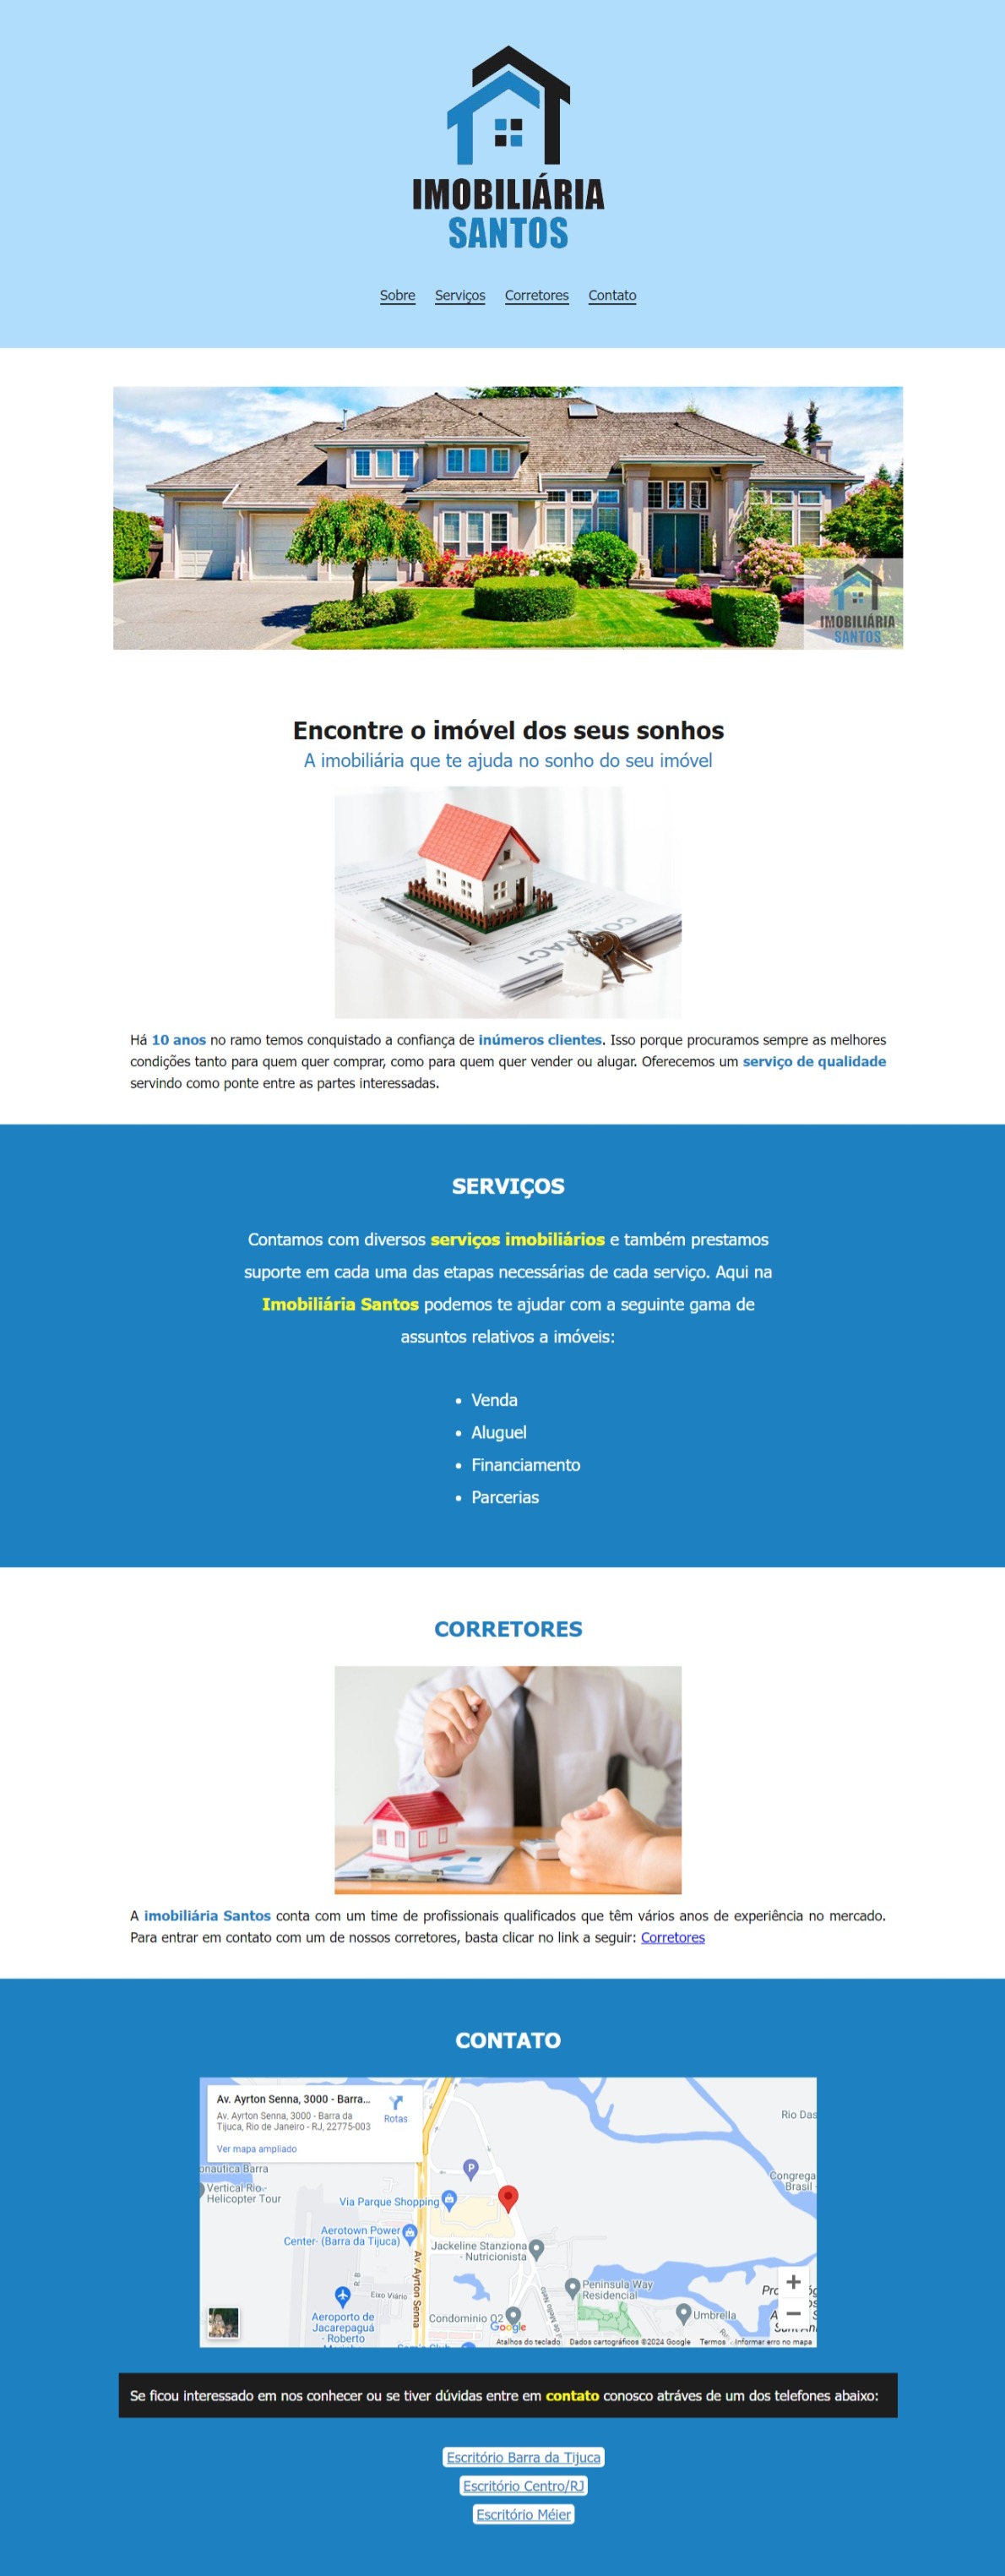 IMOBILIÁRIA
SANTOS
Sobre Serviços Corretores Contato
IMOBILIÁRIA
SANTOS
Encontre o imóvel dos seus sonhos
A imobiliária que te ajuda no sonho do seu imóvel
CONTRACT
Há 10 anos no ramo temos conquistado a confiança de inúmeros clientes. Isso porque procuramos sempre as melhores
condições tanto para quem quer comprar, como para quem quer vender ou alugar. Oferecemos um serviço de qualidade
servindo como ponte entre as partes interessadas.
SERVIÇOS
Contamos com diversos serviços imobiliários e também prestamos
suporte em cada uma das etapas necessárias de cada serviço. Aqui na
Imobiliária Santos podemos te ajudar com a seguinte gama de
assuntos relativos a imóveis:
• Venda
• Aluguel
• Financiamento
• Parcerias
CORRETORES
A imobiliária Santos conta com um time de profissionais qualificados que têm vários anos de experiência no mercado.
Para entrar em contato com um de nossos corretores, basta clicar no link a seguir: Corretores
CONTATO
Av. Ayrton Senna, 3000 - Barra...
Av. Ayrton Senna, 3000 - Barra da
Tijuca, Rio de Janeiro - RJ, 22775-003
Rotas
Ver mapa ampliado
Rio Das
onáutica Barra
Vertical Rio -
Helicopter Tour
P
Congrega
Brasil
Via Parque Shopping
Aerotown Power
Center- (Barra da Tijuca)
Jackeline Stanziona
- Nutricionista
Av. Ayrton Senna
R. B
Eixo Viário
Península Way
Residencial
Aeroporto de
Jacarepaguá
- Roberto
Condominio O2
Umbrella
+
−
Google
Atalhos do teclado Dados cartográficos ©2024 Google Termos Informar erro no mapa
Se ficou interessado em nos conhecer ou se tiver dúvidas entre em contato conosco atráves de um dos telefones abaixo:
Escritório Barra da Tijuca
Escritório Centro/RJ
Escritório Méier